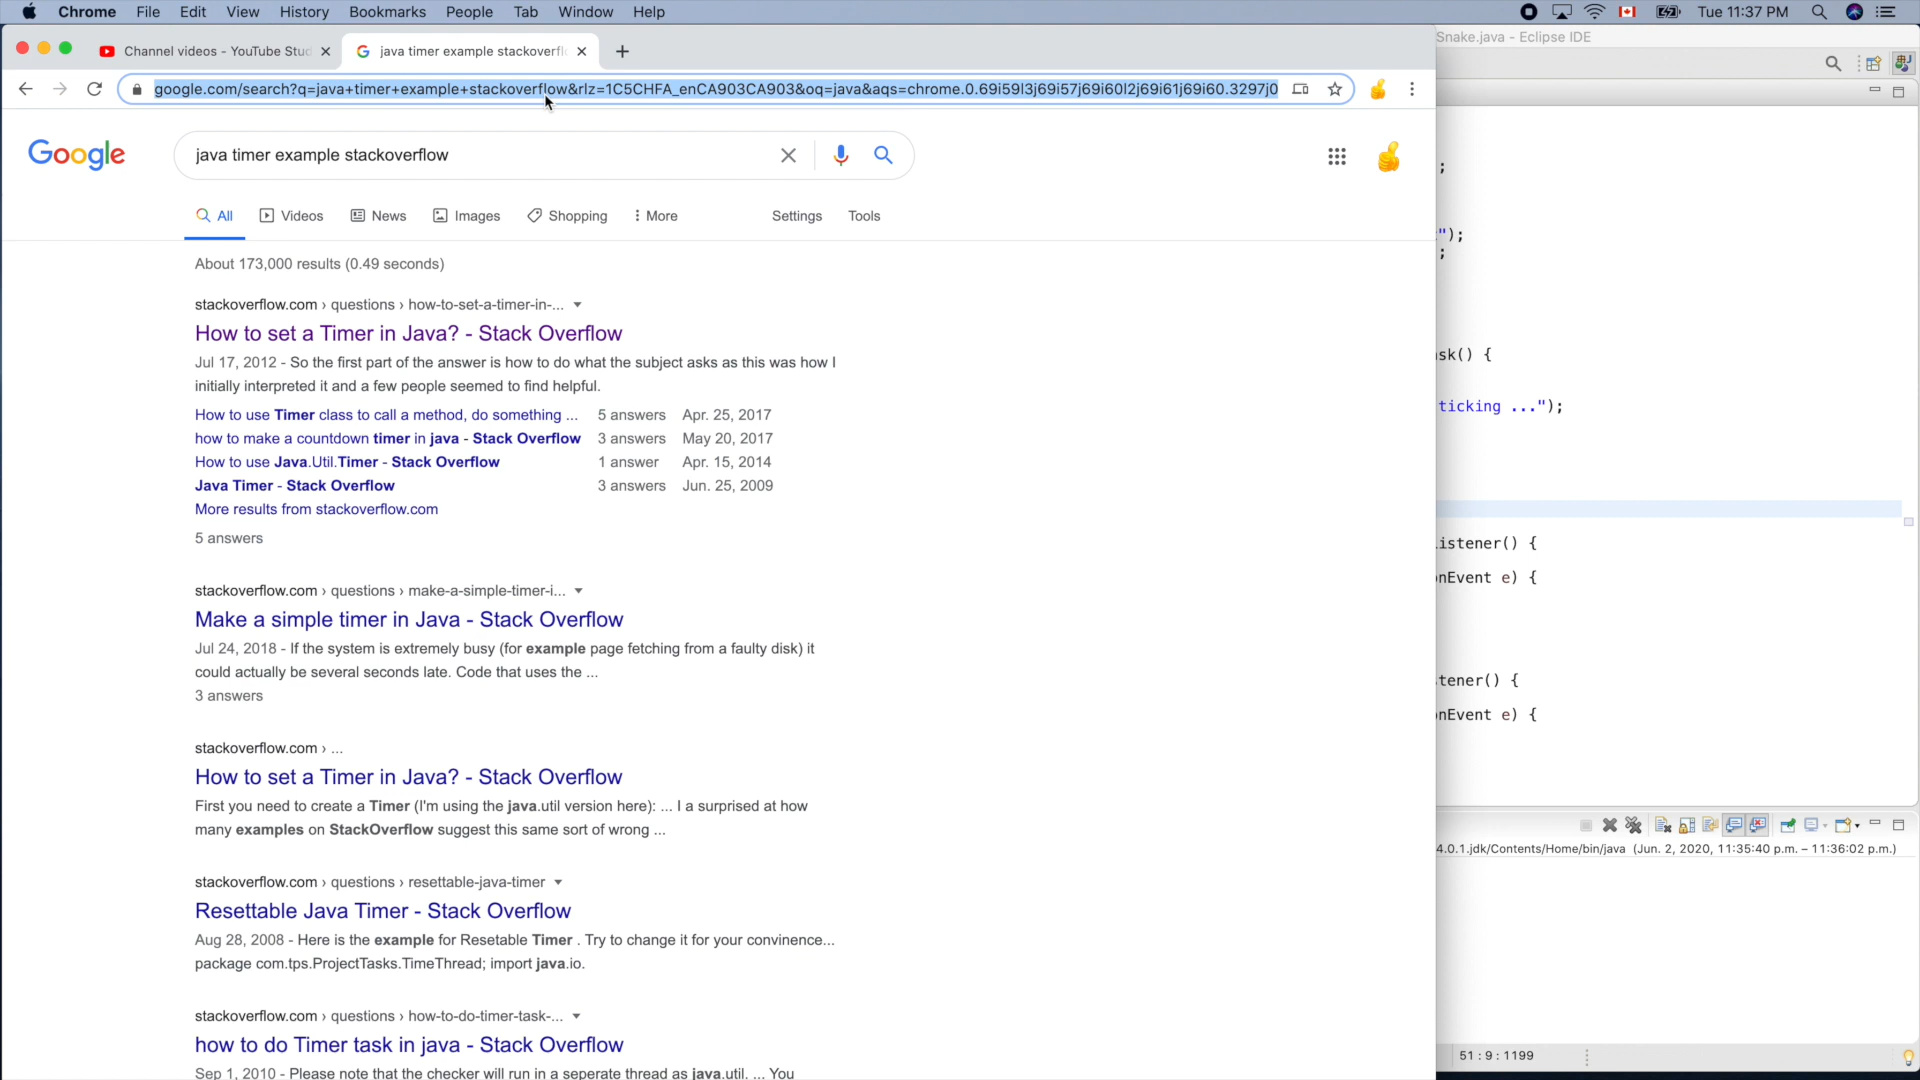 Chrome File Edit View History Bookmarks People Tab Window Help Tue 11:37 PM
Snake.java - Eclipse IDE
Channel videos - YouTube Stud
java timer example stackoverfl
google.com/search?q=java+timer+example+stackoverflow&rlz=1C5CHFA_enCA903CA903&oq=java&aqs=chrome.0.69i59l3j69i57j69i60l2j69i61j69i60.3297j0
Google
java timer example stackoverflow
All Videos News Images Shopping More Settings Tools
About 173,000 results (0.49 seconds)
stackoverflow.com › questions › how-to-set-a-timer-in-...
How to set a Timer in Java? - Stack Overflow
Jul 17, 2012 - So the first part of the answer is how to do what the subject asks as this was how I
initially interpreted it and a few people seemed to find helpful.
How to use Timer class to call a method, do something ... 5 answers Apr. 25, 2017
how to make a countdown timer in java - Stack Overflow 3 answers May 20, 2017
How to use Java.Util.Timer - Stack Overflow 1 answer Apr. 15, 2014
Java Timer - Stack Overflow 3 answers Jun. 25, 2009
More results from stackoverflow.com
5 answers
stackoverflow.com › questions › make-a-simple-timer-i...
Make a simple timer in Java - Stack Overflow
Jul 24, 2018 - If the system is extremely busy (for example page fetching from a faulty disk) it
could actually be several seconds late. Code that uses the ...
3 answers
stackoverflow.com › ...
How to set a Timer in Java? - Stack Overflow
First you need to create a Timer (I'm using the java.util version here): ... I a surprised at how
many examples on StackOverflow suggest this same sort of wrong ...
stackoverflow.com › questions › resettable-java-timer
Resettable Java Timer - Stack Overflow
Aug 28, 2008 - Here is the example for Resetable Timer . Try to change it for your convinence...
package com.tps.ProjectTasks.TimeThread; import java.io.
stackoverflow.com › questions › how-to-do-timer-task-...
how to do Timer task in java - Stack Overflow
Sep 1, 2010 - Please note that the checker will run in a seperate thread as java.util. ... You
;
");
;
ask() {
ticking ...");
istener() {
onEvent e) {
stener() {
onEvent e) {
4.0.1.jdk/Contents/Home/bin/java (Jun. 2, 2020, 11:35:40 p.m. – 11:36:02 p.m.)
51 : 9 : 1199